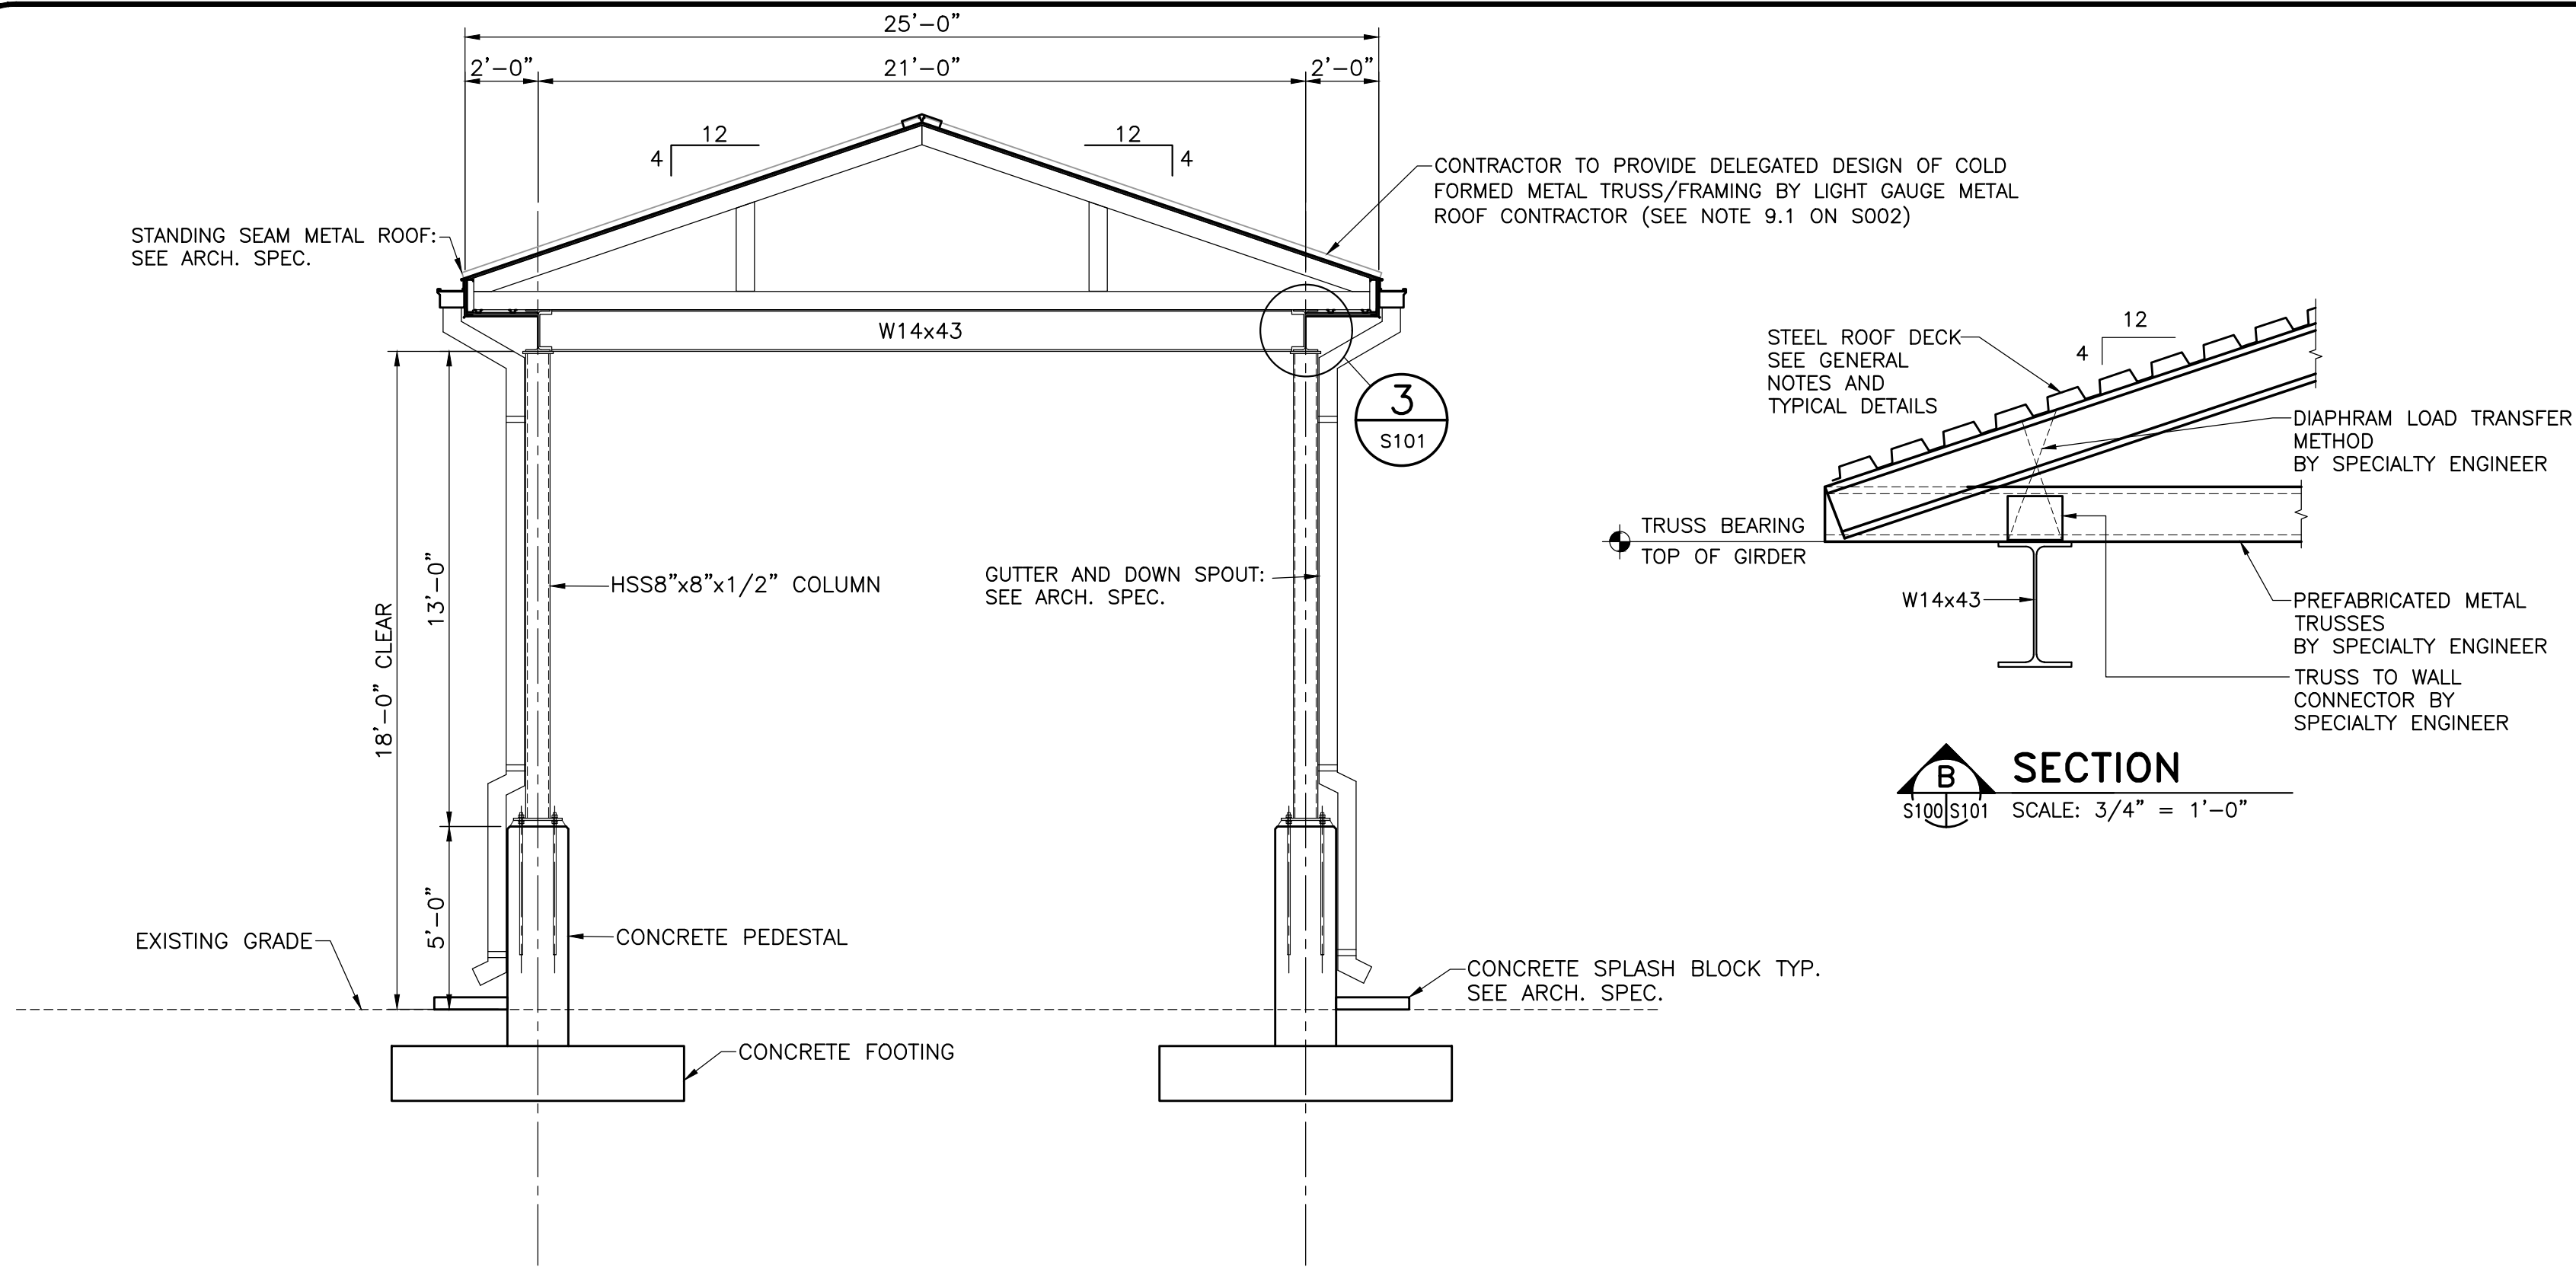 25'-0"
2'-0"
21'-0"
2'-0"
12
4
12
4
CONTRACTOR TO PROVIDE DELEGATED DESIGN OF COLD
FORMED METAL TRUSS/FRAMING BY LIGHT GAUGE METAL
ROOF CONTRACTOR (SEE NOTE 9.1 ON S002)
STANDING SEAM METAL ROOF:
SEE ARCH. SPEC.
W14x43
3
S101
18'-0" CLEAR
13'-0"
5'-0"
HSS8"x8"x1/2" COLUMN
GUTTER AND DOWN SPOUT:
SEE ARCH. SPEC.
EXISTING GRADE
CONCRETE PEDESTAL
CONCRETE SPLASH BLOCK TYP.
SEE ARCH. SPEC.
CONCRETE FOOTING
STEEL ROOF DECK
SEE GENERAL
NOTES AND
TYPICAL DETAILS
12
4
DIAPHRAM LOAD TRANSFER
METHOD
BY SPECIALTY ENGINEER
TRUSS BEARING
TOP OF GIRDER
W14x43
PREFABRICATED METAL
TRUSSES
BY SPECIALTY ENGINEER
TRUSS TO WALL
CONNECTOR BY
SPECIALTY ENGINEER
B
S100 S101
SECTION
SCALE: 3/4" = 1'-0"